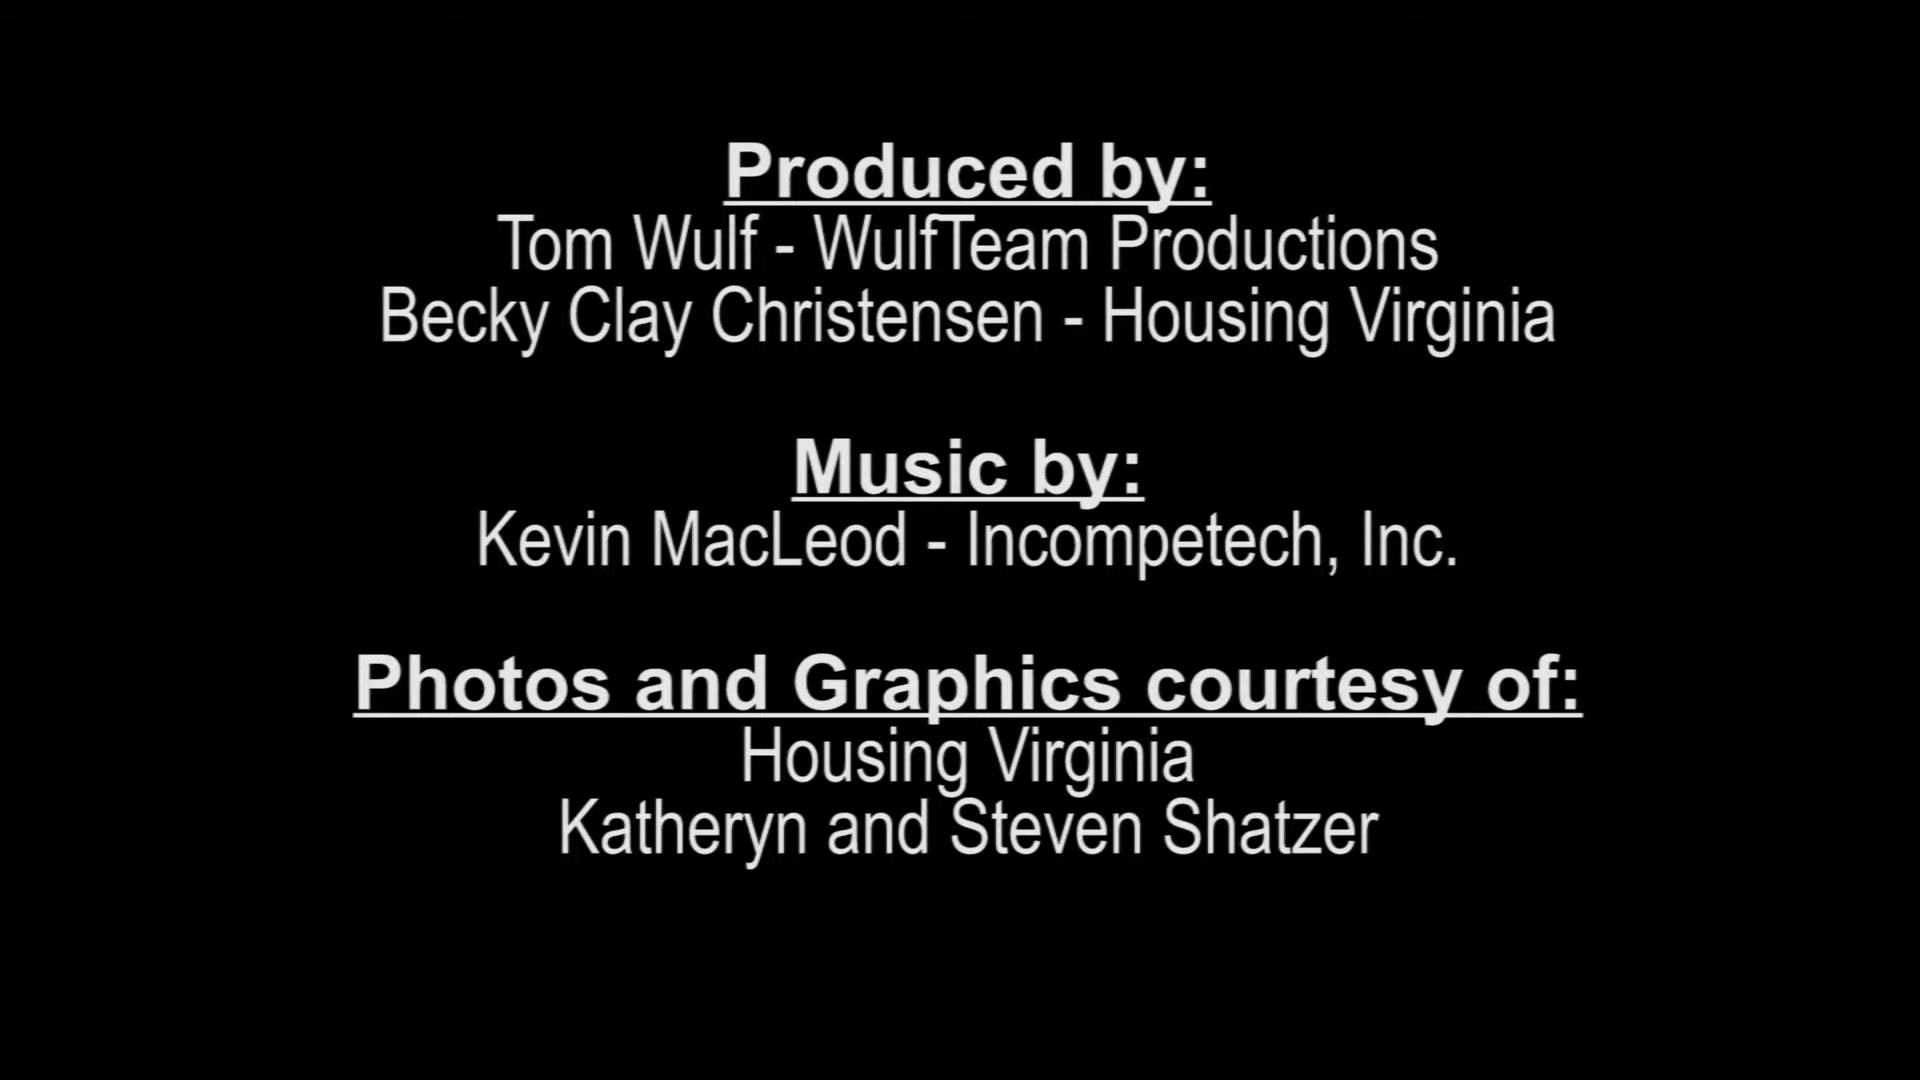 Produced by:
Tom Wulf - WulfTeam Productions
Becky Clay Christensen - Housing Virginia
Music by:
Kevin MacLeod - Incompetech, Inc.
Photos and Graphics courtesy of:
Housing Virginia
Katheryn and Steven Shatzer